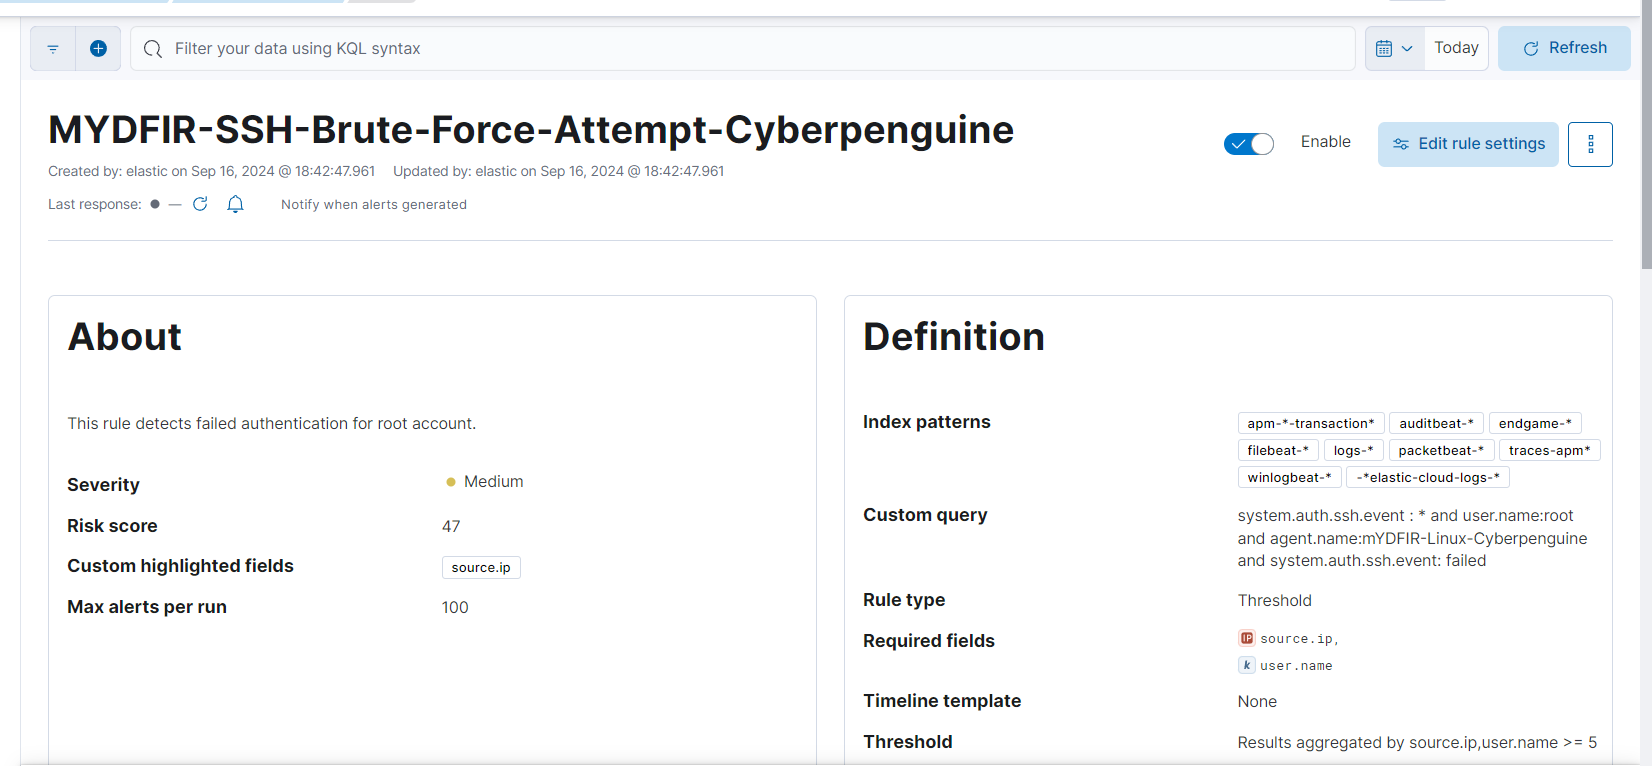 Filter your data using KQL syntax
Today
Refresh
MYDFIR-SSH-Brute-Force-Attempt-Cyberpenguine
Enable
Edit rule settings
Created by: elastic on Sep 16, 2024 @ 18:42:47.961 Updated by: elastic on Sep 16, 2024 @ 18:42:47.961
Last response: — Notify when alerts generated
About
This rule detects failed authentication for root account.
Severity Medium
Risk score 47
Custom highlighted fields source.ip
Max alerts per run 100
Definition
Index patterns apm-*-transaction* auditbeat-* endgame-*
filebeat-* logs-* packetbeat-* traces-apm*
winlogbeat-* -*elastic-cloud-logs-*
Custom query system.auth.ssh.event : * and user.name:root
and agent.name:mYDFIR-Linux-Cyberpenguine
and system.auth.ssh.event: failed
Rule type Threshold
Required fields IP source.ip,
k user.name
Timeline template None
Threshold Results aggregated by source.ip,user.name >= 5